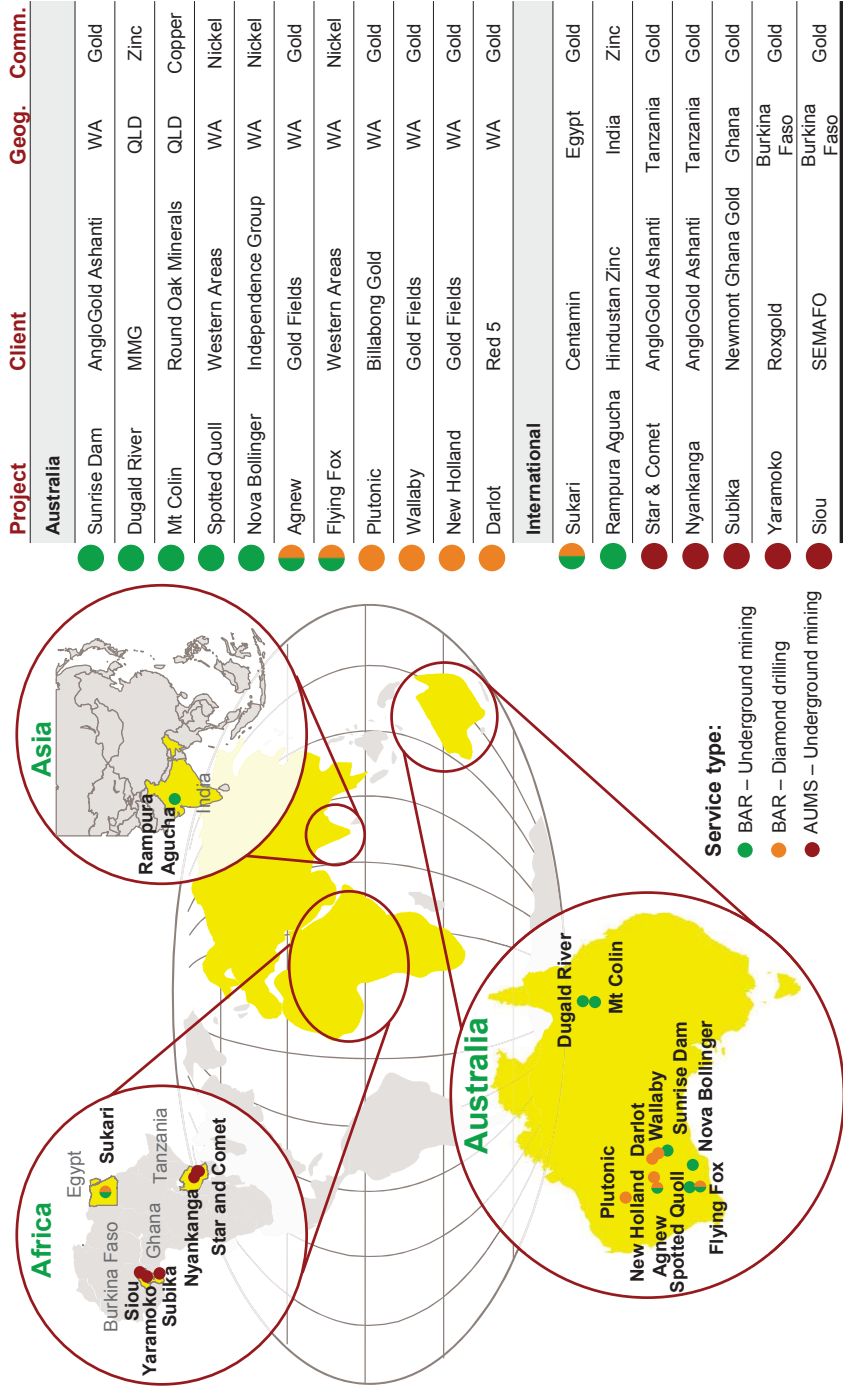 Africa
Egypt
Sukari
Burkina Faso
Siou
Yaramoko
Ghana
Subika
Tanzania
Nyankanga
Star and Comet
Asia
Rampura
Agucha
India
Australia
Dugald River
Mt Colin
Plutonic
New Holland
Darlot
Wallaby
Agnew
Sunrise Dam
Spotted Quoll
Nova Bollinger
Flying Fox
Service type:
BAR – Underground mining
BAR – Diamond drilling
AUMS – Underground mining
Project Client Geog. Comm.
Australia
Sunrise Dam AngloGold Ashanti WA Gold
Dugald River MMG QLD Zinc
Mt Colin Round Oak Minerals QLD Copper
Spotted Quoll Western Areas WA Nickel
Nova Bollinger Independence Group WA Nickel
Agnew Gold Fields WA Gold
Flying Fox Western Areas WA Nickel
Plutonic Billabong Gold WA Gold
Wallaby Gold Fields WA Gold
New Holland Gold Fields WA Gold
Darlot Red 5 WA Gold
International
Sukari Centamin Egypt Gold
Rampura Agucha Hindustan Zinc India Zinc
Star & Comet AngloGold Ashanti Tanzania Gold
Nyankanga AngloGold Ashanti Tanzania Gold
Subika Newmont Ghana Gold Ghana Gold
Yaramoko Roxgold Burkina Faso Gold
Siou SEMAFO Burkina Faso Gold